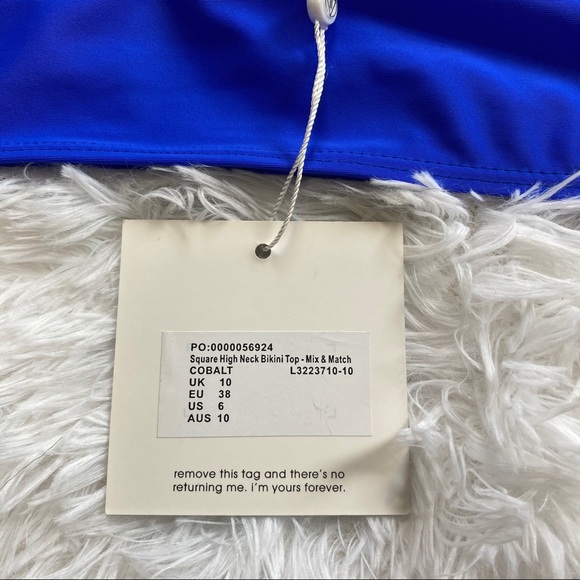 PO:0000056924
Square High Neck Bikini Top - Mix & Match
COBALT L3223710-10
UK 10
EU 38
US 6
AUS 10
remove this tag and there's no
returning me. i'm yours forever.